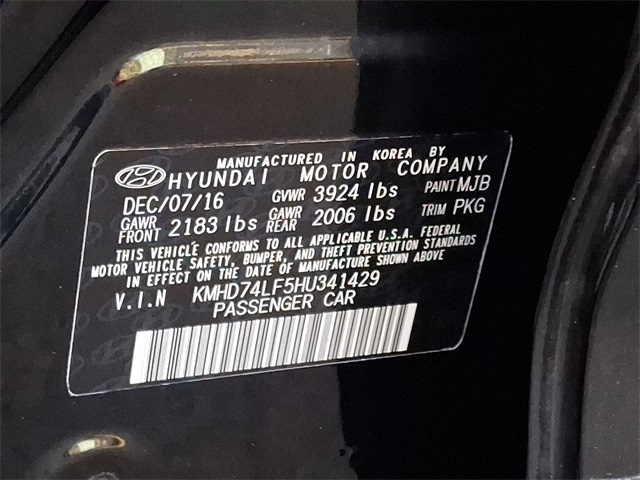 MANUFACTURED IN KOREA BY
HYUNDAI MOTOR COMPANY
DEC/07/16 GVWR 3924 lbs PAINT MJB
GAWR FRONT 2183 lbs GAWR REAR 2006 lbs TRIM PKG
THIS VEHICLE CONFORMS TO ALL APPLICABLE U.S.A. FEDERAL
MOTOR VEHICLE SAFETY, BUMPER, AND THEFT PREVENTION STANDARDS
IN EFFECT ON THE DATE OF MANUFACTURE SHOWN ABOVE
V.I.N KMHD74LF5HU341429
PASSENGER CAR